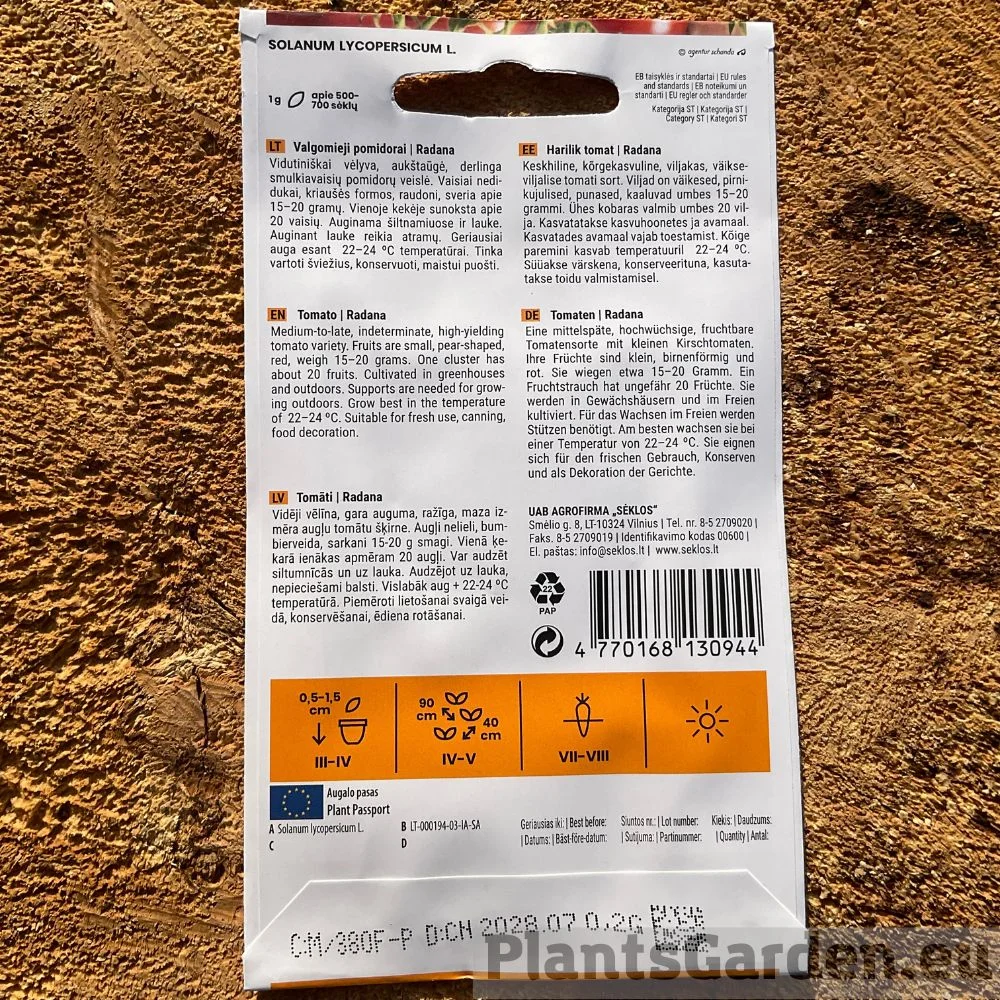 SOLANUM LYCOPERSICUM L.
© agentur schanda
1g apie 500-
700 sėklų
EB taisyklės ir standartai | EU rules
and standards | EB noteikumi un
standarti | EU regler och standarder
Kategorija ST | Kategorija ST |
Category ST | Kategori ST
LT Valgomieji pomidorai | Radana
Vidutiniškai vėlyva, aukštaūgė, derlinga
smulkiavaisių pomidorų veislė. Vaisiai nedi-
dukai, kriaušės formos, raudoni, sveria apie
15–20 gramų. Vienoje kekėje sunoksta apie
20 vaisių. Auginama šiltnamiuose ir lauke.
Auginant lauke reikia atramų. Geriausiai
auga esant 22–24 ºC temperatūrai. Tinka
vartoti šviežius, konservuoti, maistui puošti.
EE Harilik tomat | Radana
Keskhiline, kõrgekasvuline, viljakas, väikse-
viljalise tomati sort. Viljad on väikesed, pirni-
kujulised, punased, kaaluvad umbes 15–20
grammi. Ühes kobaras valmib umbes 20 vil-
ja. Kasvatatakse kasvuhoonetes ja avamaal.
Kasvatades avamaal vajab toestamist. Kõige
paremini kasvab temperatuuril 22–24 ºC.
Süüakse värskena, konserveerituna, kasuta-
takse toidu valmistamisel.
EN Tomato | Radana
Medium-to-late, indeterminate, high-yielding
tomato variety. Fruits are small, pear-shaped,
red, weigh 15–20 grams. One cluster has
about 20 fruits. Cultivated in greenhouses
and outdoors. Supports are needed for grow-
ing outdoors. Grow best in the temperature
of 22–24 ºC. Suitable for fresh use, canning,
food decoration.
DE Tomaten | Radana
Eine mittelspäte, hochwüchsige, fruchtbare
Tomatensorte mit kleinen Kirschtomaten.
Ihre Früchte sind klein, birnenförmig und
rot. Sie wiegen etwa 15–20 Gramm. Ein
Fruchtstrauch hat ungefähr 20 Früchte. Sie
werden in Gewächshäusern und im Freien
kultiviert. Für das Wachsen im Freien werden
Stützen benötigt. Am besten wachsen sie bei
einer Temperatur von 22–24 ºC. Sie eignen
sich für den frischen Gebrauch, Konserven
und als Dekoration der Gerichte.
LV Tomāti | Radana
Vidēji vēlīna, gara auguma, ražīga, maza iz-
mēra augļu tomātu šķirne. Augļi nelieli, bum-
bierveida, sarkani 15-20 g smagi. Vienā ķe-
karā ienākas apmēram 20 augļi. Var audzēt
siltumnīcās un uz lauka. Audzējot uz lauka,
nepieciešami balsti. Vislabāk aug + 22-24 ºC
temperatūrā. Piemēroti lietošanai svaigā vei-
dā, konservēšanai, ēdiena rotāšanai.
UAB AGROFIRMA „SĖKLOS“
Smėlio g. 8, LT-10324 Vilnius | Tel. nr. 8-5 2709020 |
Faks. 8-5 2709019 | Identifikavimo kodas 00600 |
El. paštas: info@seklos.lt | www.seklos.lt
22
PAP
4 770168 130944
0,5-1,5
cm
III-IV
90
cm
40
cm
IV-V
VII-VIII
Augalo pasas
Plant Passport
A Solanum lycopersicum L.
B LT-000194-03-IA-SA
C
D
Geriausias iki: | Best before:
| Datums: | Bäst-före-datum:
Siuntos nr.: | Lot number:
| Sutijuma: | Partinummer:
Kiekis: | Daudzums:
| Quantity | Antal:
C:M/380F-P D:CN 2028.07 0.2g
PlantsGarden.eu